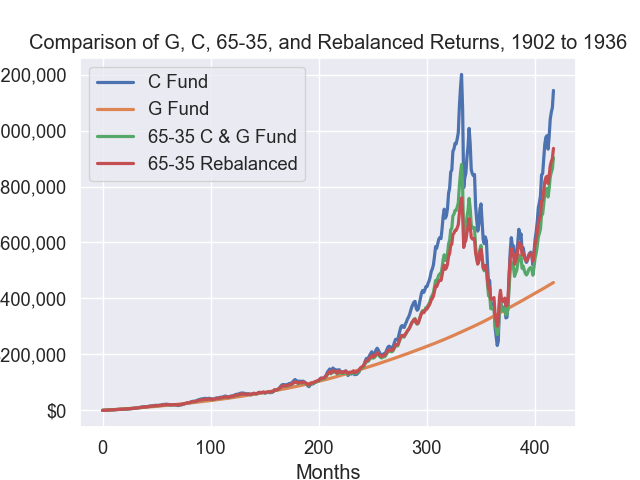 Comparison of G, C, 65-35, and Rebalanced Returns, 1902 to 1936
200,000
C Fund
G Fund
65-35 C & G Fund
65-35 Rebalanced
000,000
800,000
600,000
400,000
200,000
$0
0 100 200 300 400
Months